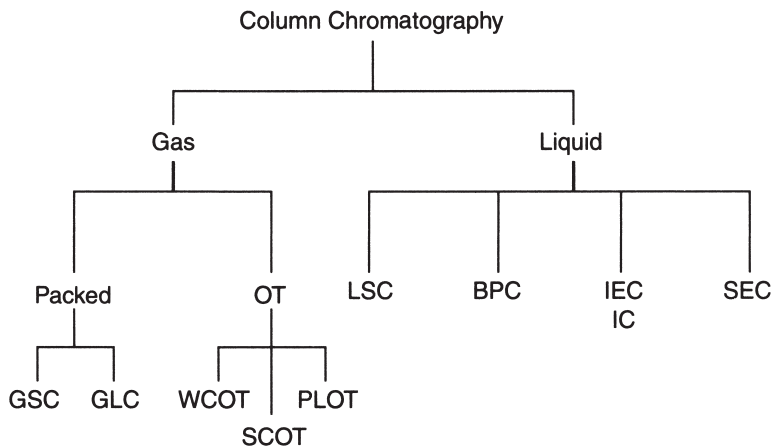 Column Chromatography
Gas
Liquid
Packed
OT
LSC
BPC
IEC
IC
SEC
GSC
GLC
WCOT
SCOT
PLOT